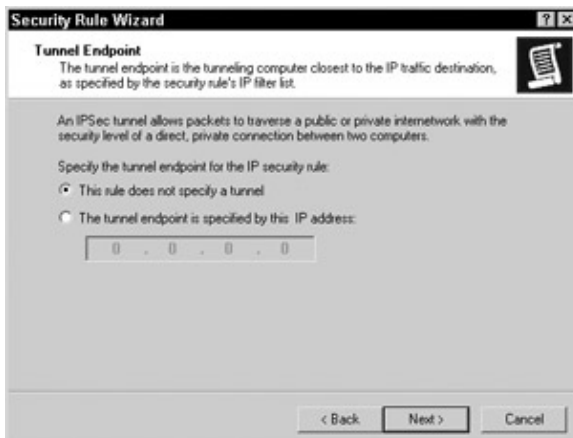 Security Rule Wizard
Tunnel Endpoint
The tunnel endpoint is the tunneling computer closest to the IP traffic destination,
as specified by the security rule's IP filter list.
An IPSec tunnel allows packets to traverse a public or private internetwork with the
security level of a direct, private connection between two computers.
Specify the tunnel endpoint for the IP security rule:
This rule does not specify a tunnel
The tunnel endpoint is specified by this IP address:
0 . 0 . 0 . 0
< Back Next > Cancel